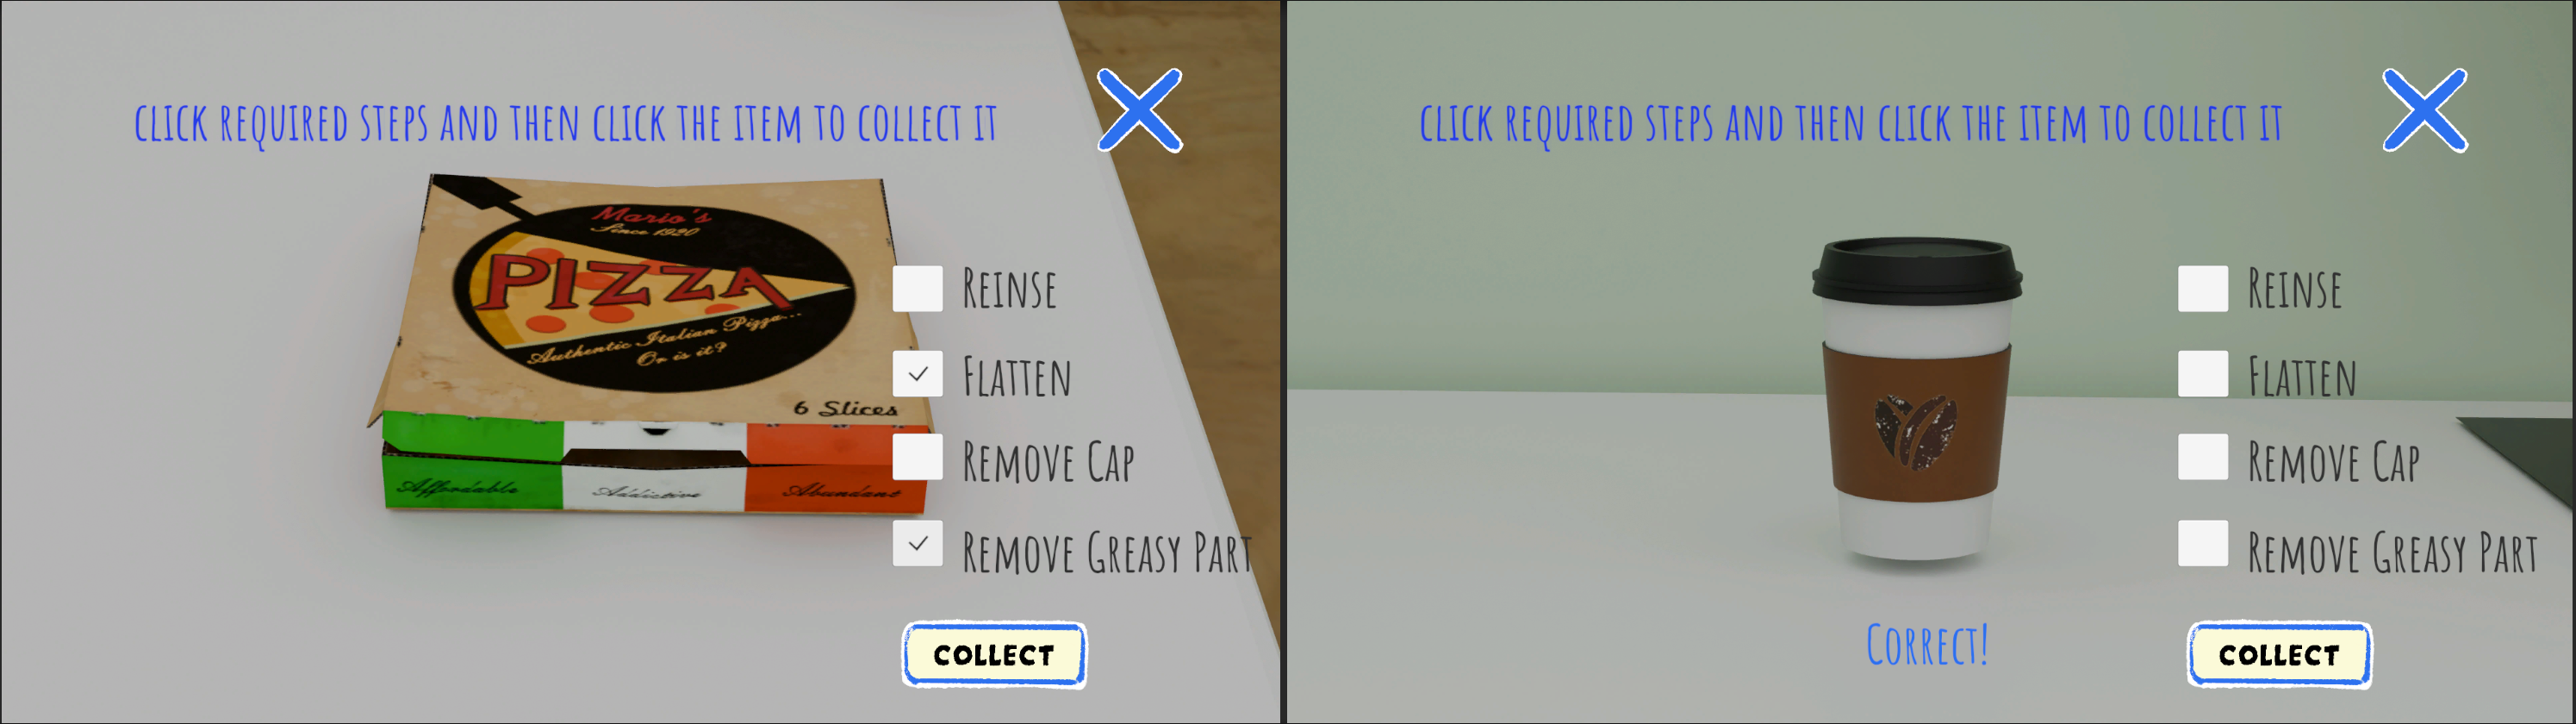 CLICK REQUIRED STEPS AND THEN CLICK THE ITEM TO COLLECT IT
Mario's
Since 1920
PIZZA
Authentic Italian Pizza...
Or is it?
6 Slices
Affordable
Addictive
Abundant
REINSE
FLATTEN
REMOVE CAP
REMOVE GREASY PART
COLLECT
CLICK REQUIRED STEPS AND THEN CLICK THE ITEM TO COLLECT IT
REINSE
FLATTEN
REMOVE CAP
REMOVE GREASY PART
CORRECT!
COLLECT